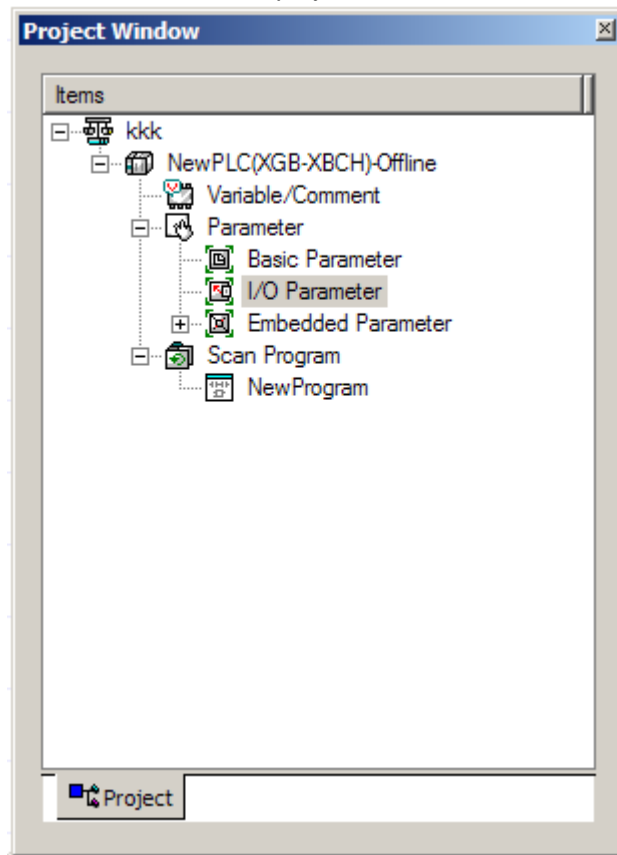 Project Window
Items
kkk
NewPLC(XGB-XBCH)-Offline
Variable/Comment
Parameter
Basic Parameter
I/O Parameter
Embedded Parameter
Scan Program
NewProgram
Project